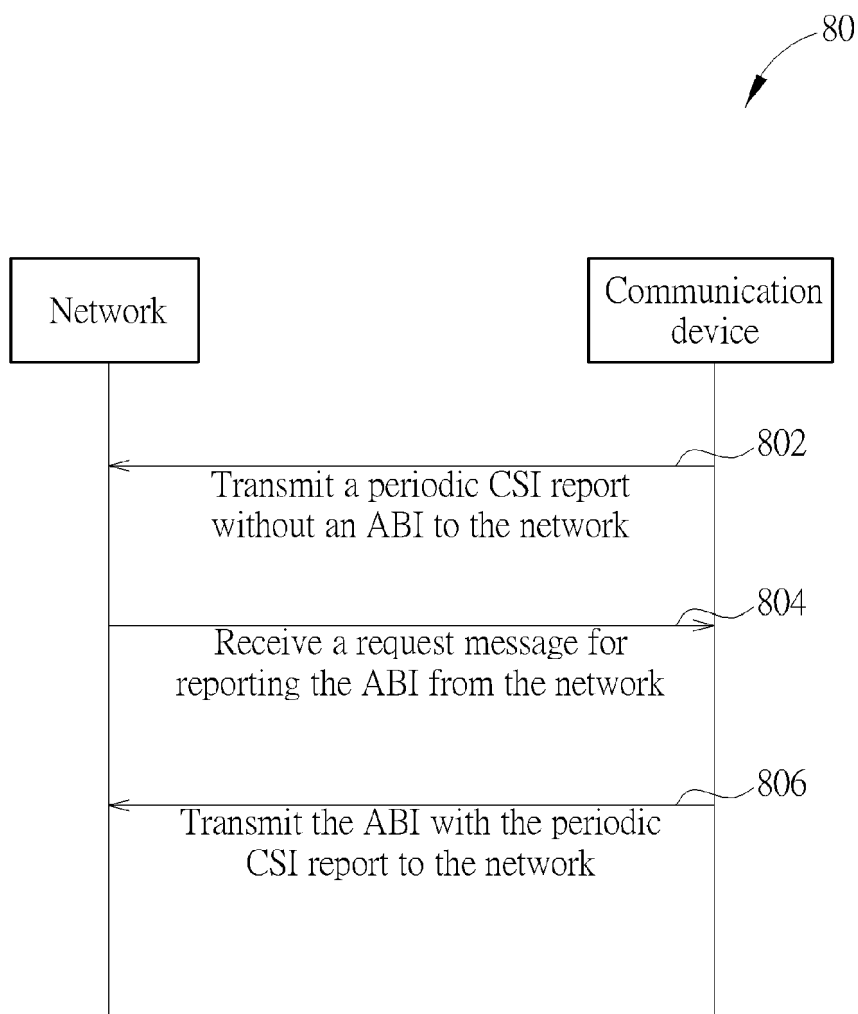 80
Network
Communication
device
802
Transmit a periodic CSI report
without an ABI to the network
804
Receive a request message for
reporting the ABI from the network
806
Transmit the ABI with the periodic
CSI report to the network